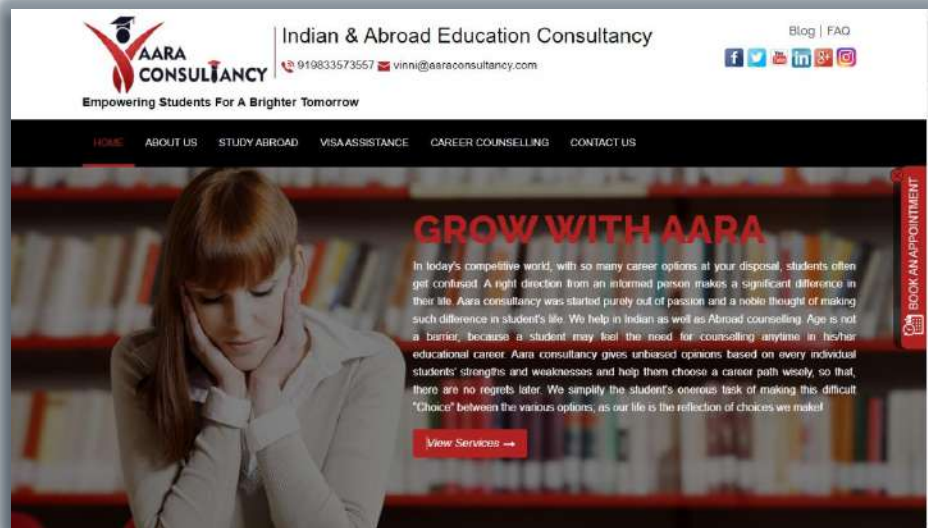 AARA
CONSULTANCY
Empowering Students For A Brighter Tomorrow
Indian & Abroad Education Consultancy
919833573557 vinni@aaraconsultancy.com
Blog | FAQ
HOME ABOUT US STUDY ABROAD VISA ASSISTANCE CAREER COUNSELLING CONTACT US
GROW WITH AARA
In today's competitive world, with so many career options at your disposal, students often
get confused. A right direction from an informed person makes a significant difference in
their life. Aara consultancy was started purely out of passion and a noble thought of making
such difference in student's life. We help in Indian as well as Abroad counselling. Age is not
a barrier, because a student may feel the need for counselling anytime in his/her
educational career. Aara consultancy gives unbiased opinions based on every individual
students' strengths and weaknesses and help them choose a career path wisely, so that,
there are no regrets later. We simplify the student's onerous task of making this difficult
"Choice" between the various options, as our life is the reflection of choices we make!
View Services →
BOOK AN APPOINTMENT